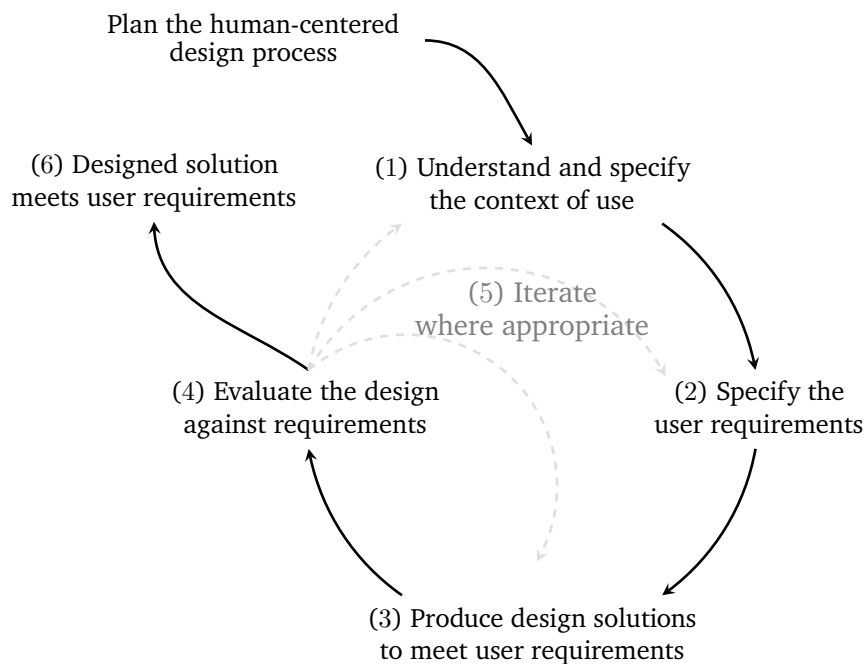 Plan the human-centered
design process
(6) Designed solution
meets user requirements
(1) Understand and specify
the context of use
(5) Iterate
where appropriate
(4) Evaluate the design
against requirements
(2) Specify the
user requirements
(3) Produce design solutions
to meet user requirements